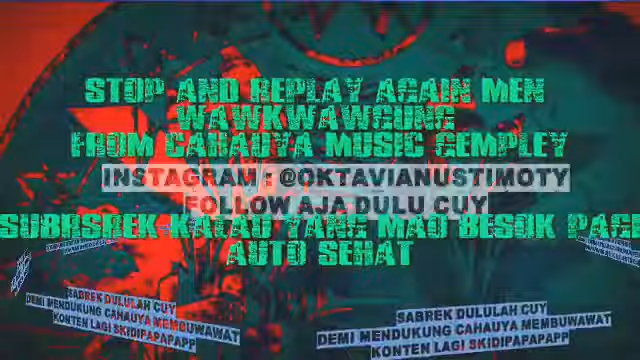 STOP AND REPLAY AGAIN MEN
WAWKWAWGUNG
FROM CAHAUYA MUSIC GEMPLEY
INSTAGRAM : @OKTAVIANUSTIMOTY
FOLLOW AJA DULU CUY
SUBRSREK KALAU YANG MAO BESOK PAGI
AUTO SEHAT
SABREK DULULAH CUY
DEMI MENDUKUNG CAHAUYA MEMBUWAWAT
KONTEN LAGI SKIDIPAPAPAPP
SABREK DULULAH CUY
DEMI MENDUKUNG CAHAUYA MEMBUWAWAT
KONTEN LAGI SKIDIPAPAPAPP